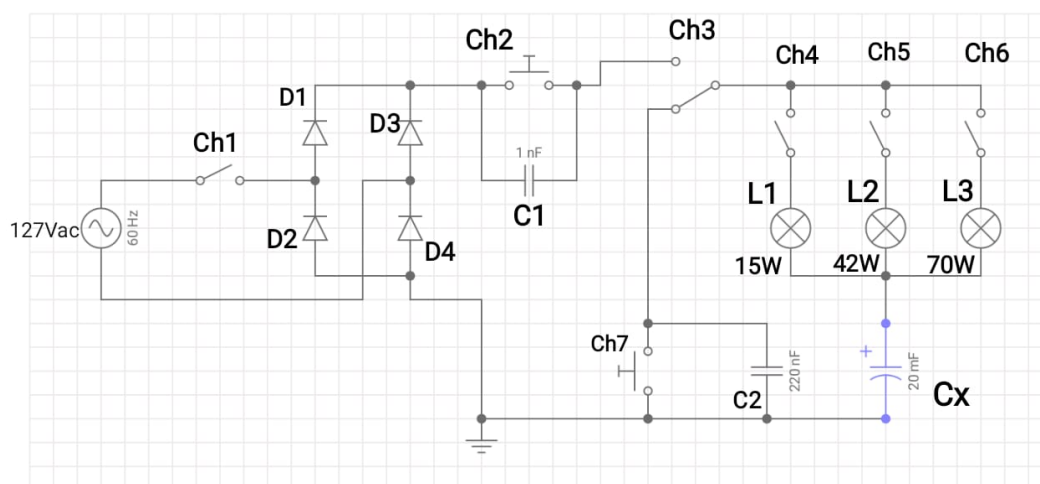 Ch3
Ch2
Ch4
Ch5
Ch6
D1
D3
Ch1
1 nF
C1
127Vac
60 Hz
L1
L2
L3
D2
D4
15W
42W
70W
Ch7
+
220 nF
20 mF
C2
Cx